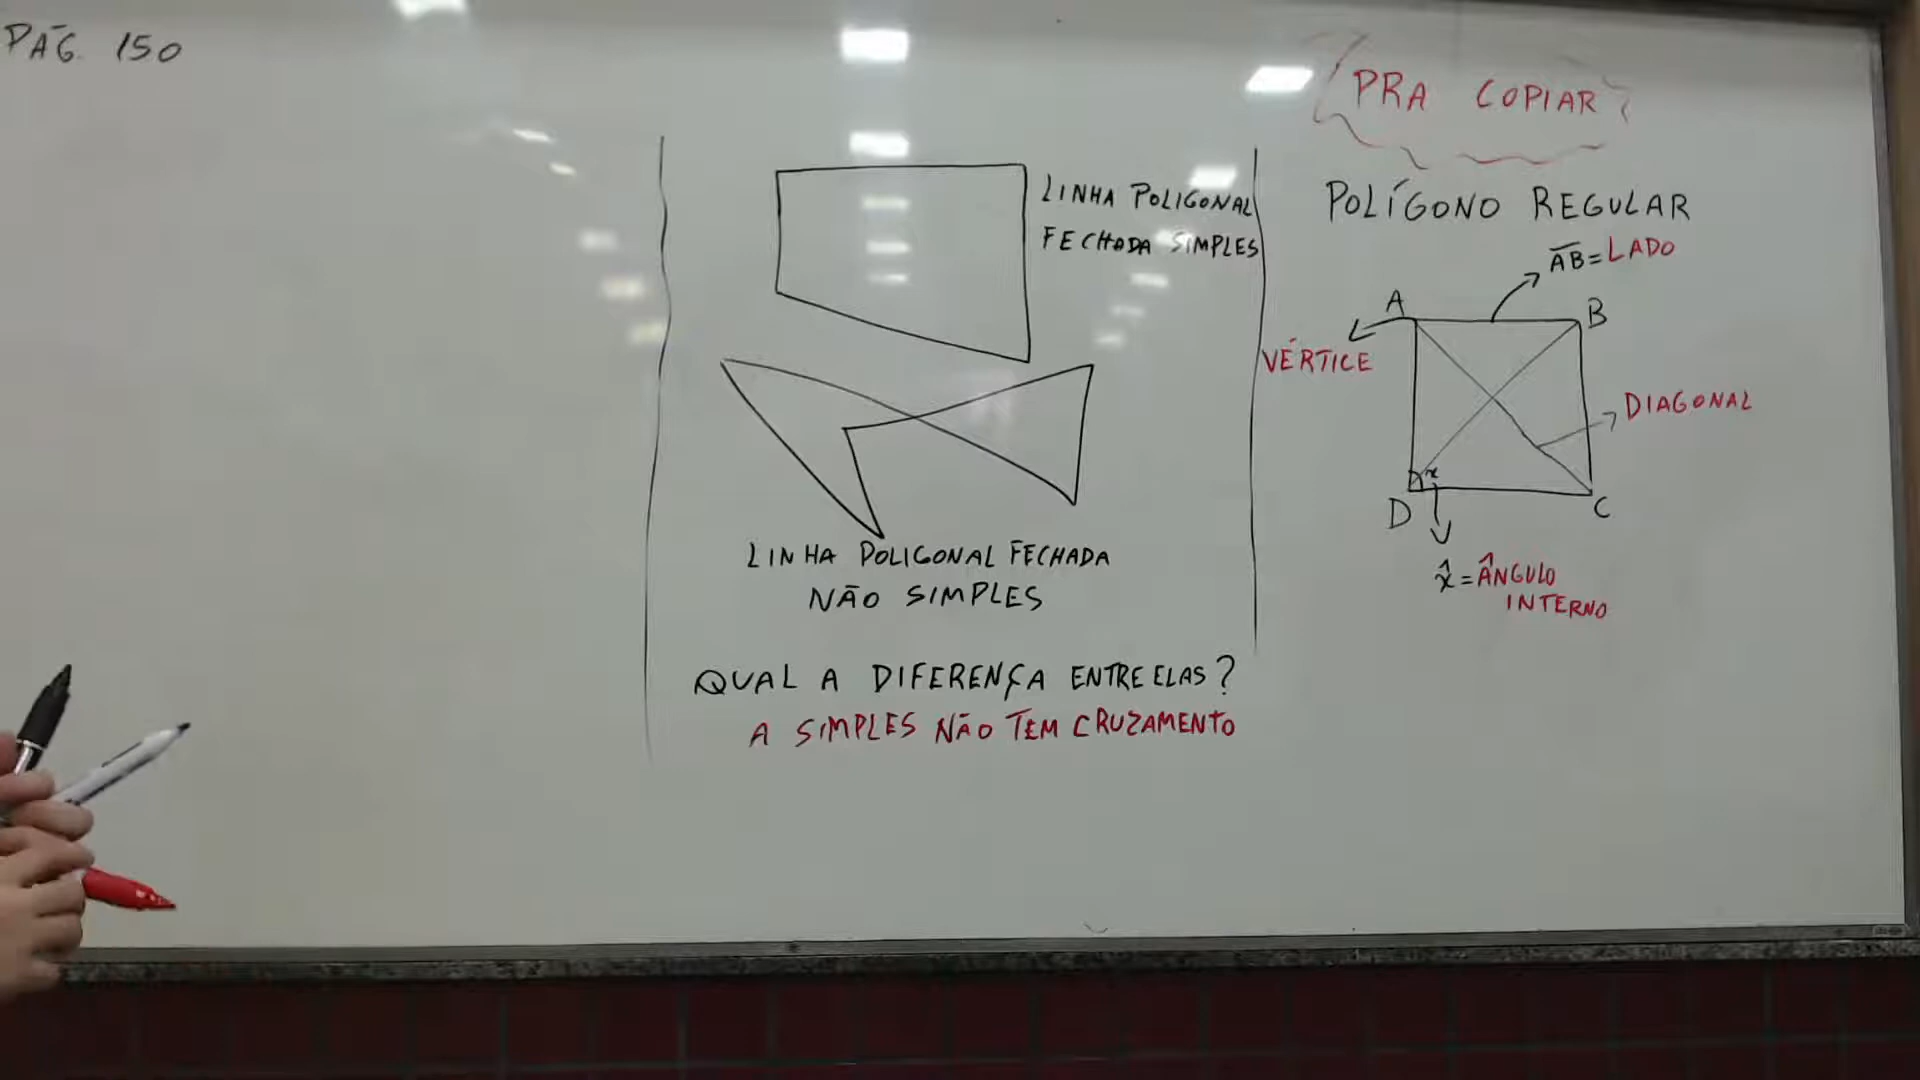 PÁG. 150
LINHA POLIGONAL
FECHADA SIMPLES
LINHA POLIGONAL FECHADA
NÃO SIMPLES
QUAL A DIFERENÇA ENTRE ELAS?
A SIMPLES NÃO TEM CRUZAMENTO
PRA COPIAR
POLÍGONO REGULAR
AB = LADO
A
B
VÉRTICE
DIAGONAL
x
D
C
x̂ = ÂNGULO
INTERNO